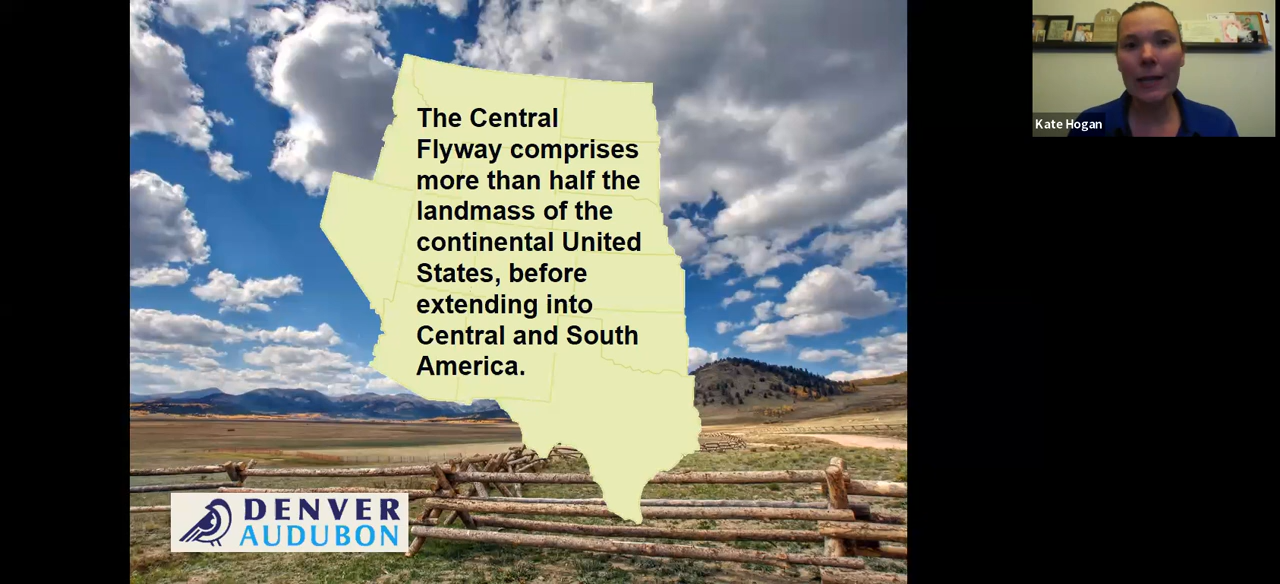 The Central
Flyway comprises
more than half the
landmass of the
continental United
States, before
extending into
Central and South
America.
DENVER
AUDUBON
Kate Hogan